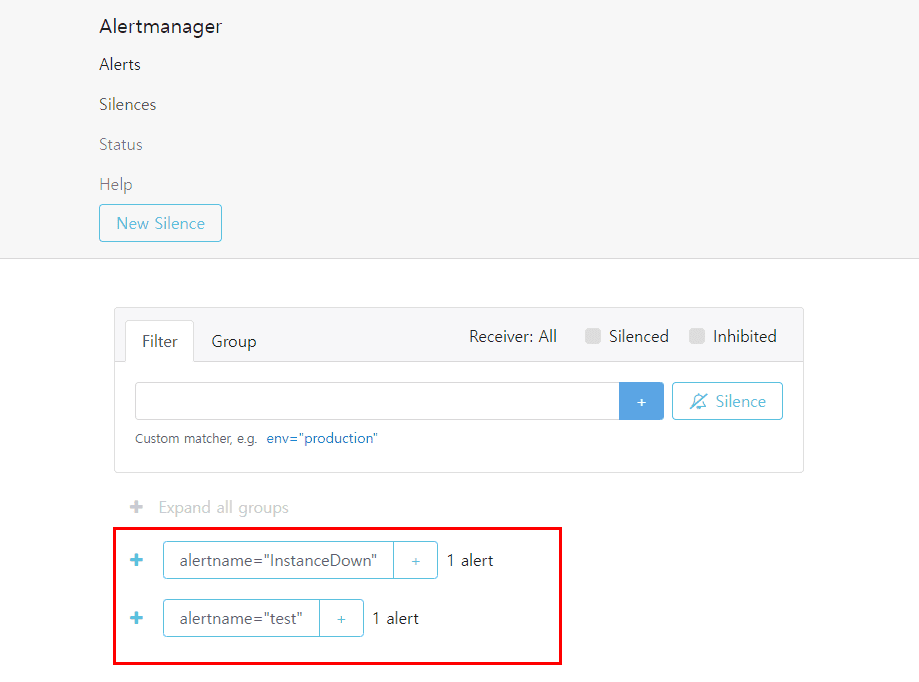 Alertmanager
Alerts
Silences
Status
Help
New Silence
Filter Group Receiver: All Silenced Inhibited
+ Silence
Custom matcher, e.g. env="production"
+ Expand all groups
+ alertname="InstanceDown" + 1 alert
+ alertname="test" + 1 alert